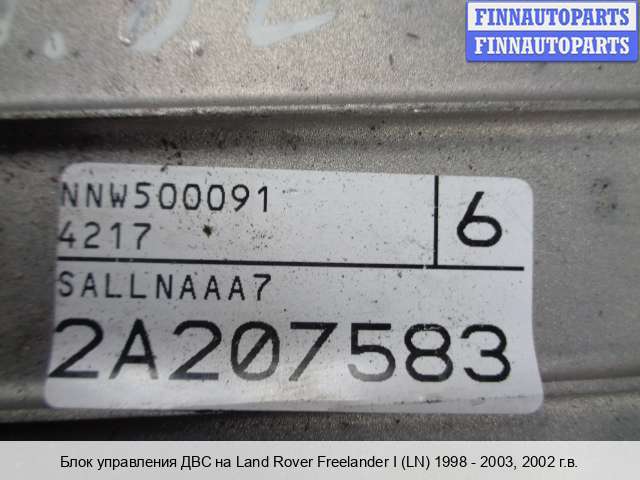 FINNAUTOPARTS
FINNAUTOPARTS
NNW500091
4217
6
SALLNAAA7
2A207583
Блок управления ДВС на Land Rover Freelander I (LN) 1998 - 2003, 2002 г.в.